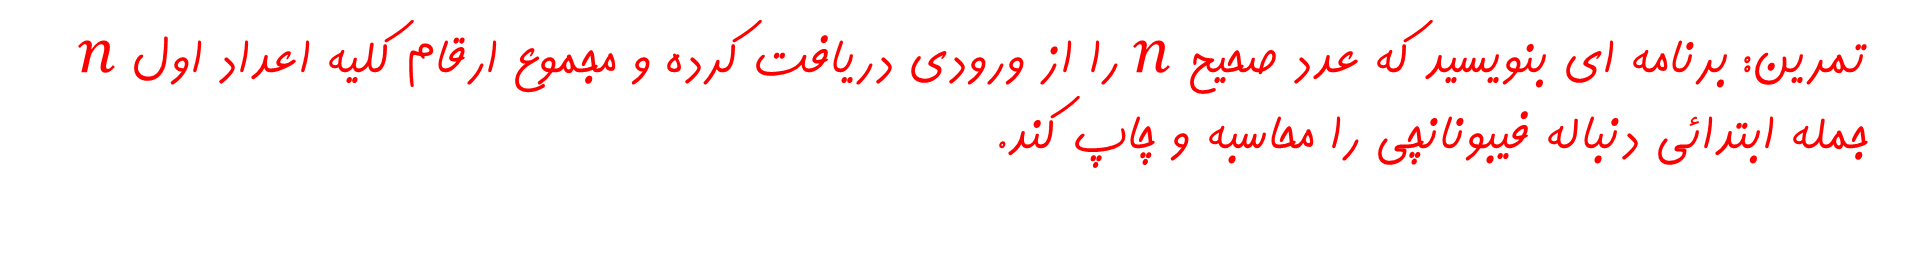 تمرین: برنامه ای بنویسید که عدد صحیح n را از ورودی دریافت کرده و مجموع ارقام کلیه اعداد اول n
جمله ابتدائی دنباله فیبونانچی را محاسبه و چاپ کند.